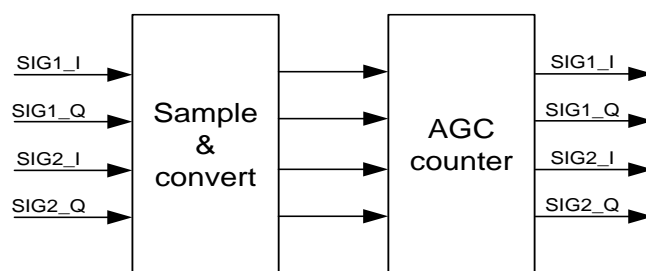 SIG1_I
SIG1_Q
SIG2_I
SIG2_Q
Sample
&
convert
AGC
counter
SIG1_I
SIG1_Q
SIG2_I
SIG2_Q